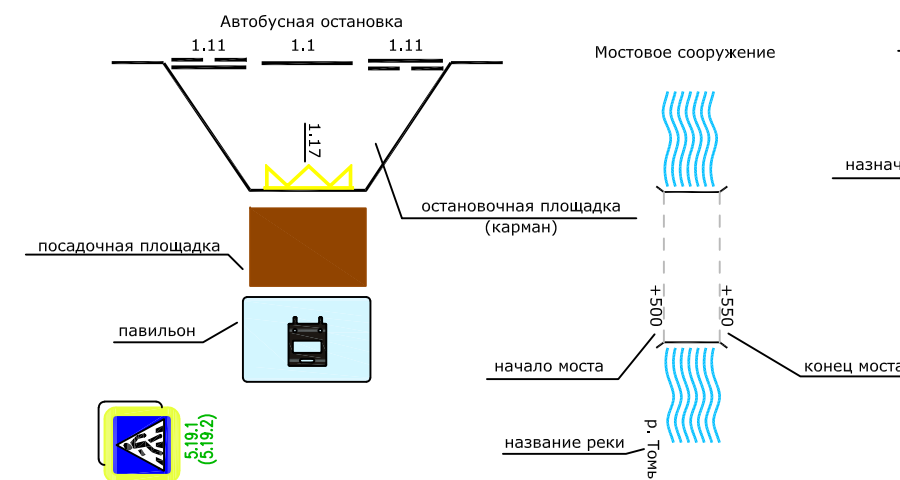 Автобусная остановка
1.11 1.1 1.11
1.17
остановочная площадка
(карман)
посадочная площадка
павильон
5.19.1
(5.19.2)
Мостовое сооружение
+500 +550
начало моста
конец моста
название реки
р. Томь
назнач